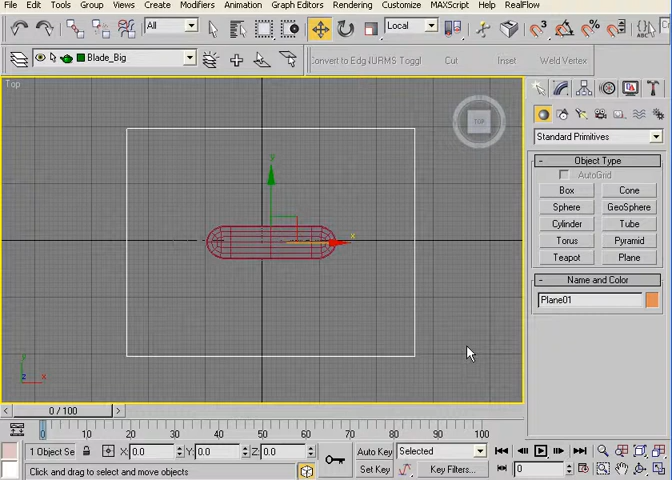 File Edit Tools Group Views Create Modifiers Animation Graph Editors Rendering Customize MAXScript Help RealFlow
All Local
Blade_Big
Convert to Edg NURMS Toggl Cut Inset Weld Vertex
Top
TOP
y
x
Standard Primitives
- Object Type
AutoGrid
Box Cone
Sphere GeoSphere
Cylinder Tube
Torus Pyramid
Teapot Plane
- Name and Color
Plane01
z x
0 / 100
0 10 20 30 40 50 60 70 80 90 100
1 Object Se X: 0.0 Y: 0.0 Z: 0.0 Auto Key Selected
Click and drag to select and move objects Set Key Key Filters... 0